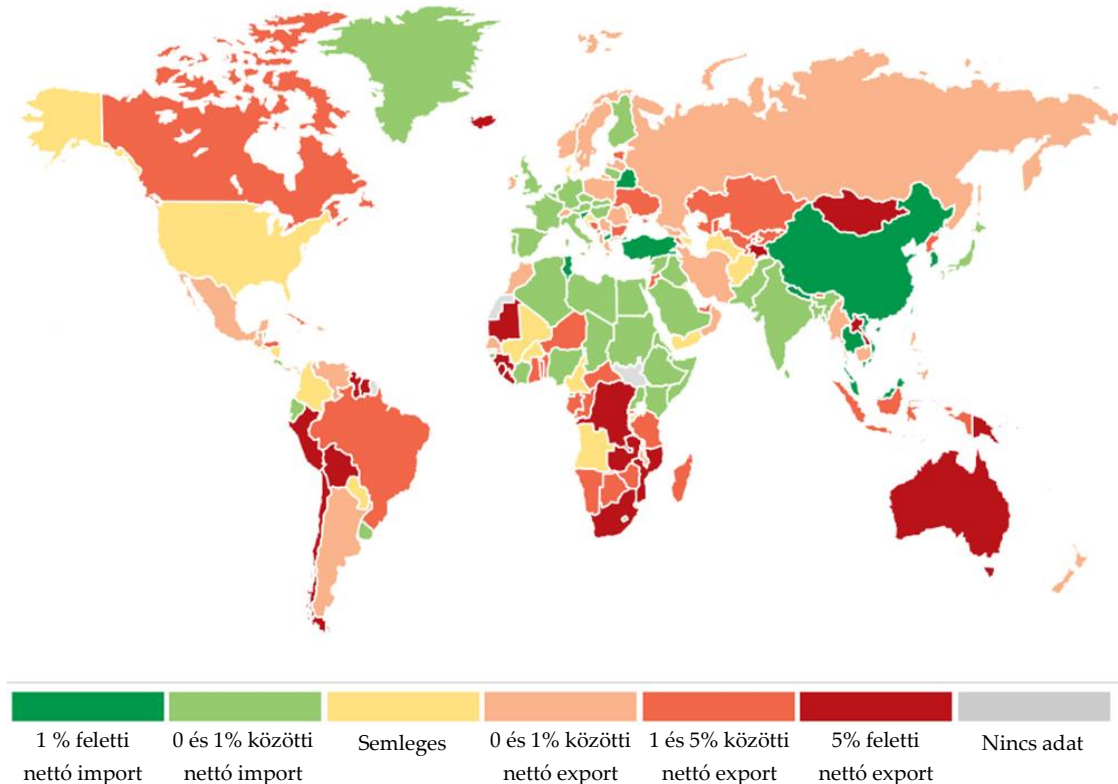 1 % feletti
nettó import
0 és 1% közötti
nettó import
Semleges
0 és 1% közötti
nettó export
1 és 5% közötti
nettó export
5% feletti
nettó export
Nincs adat